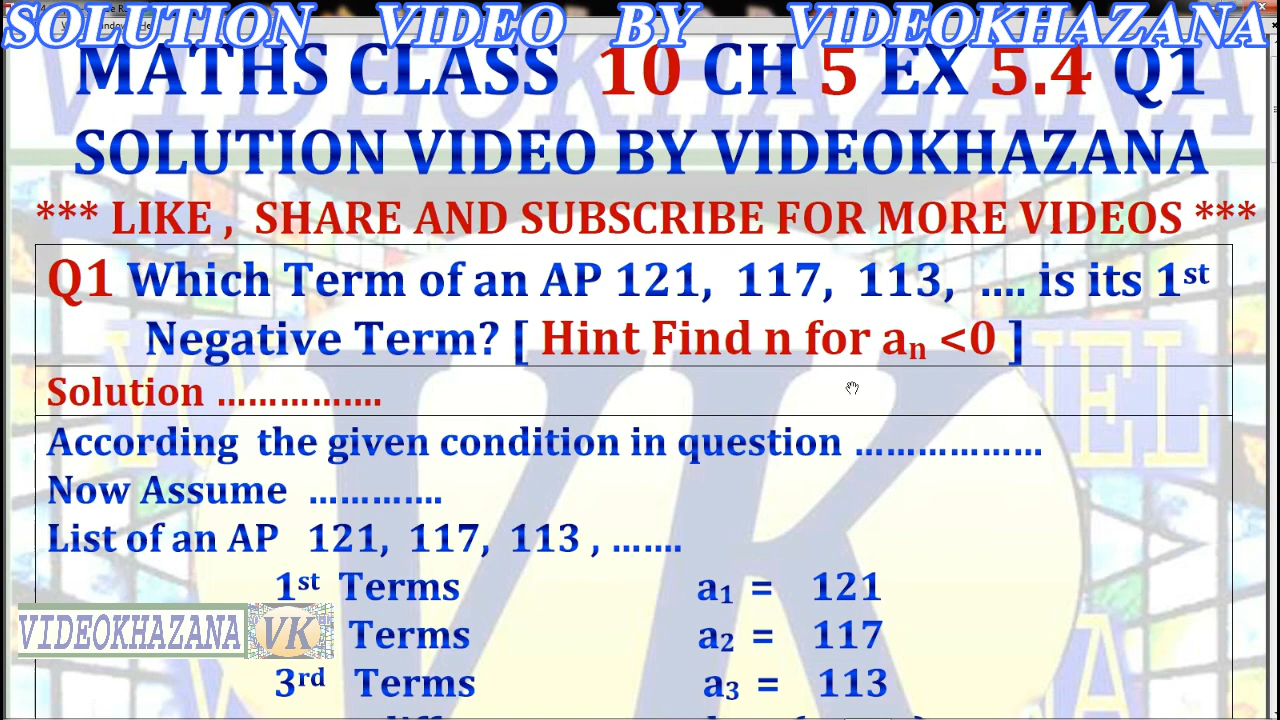 SOLUTION VIDEO BY VIDEOKHAZANA
MATHS CLASS 10 CH 5 EX 5.4 Q1
SOLUTION VIDEO BY VIDEOKHAZANA
*** LIKE , SHARE AND SUBSCRIBE FOR MORE VIDEOS ***
Q1 Which Term of an AP 121, 117, 113, .... is its 1st
Negative Term? [ Hint Find n for an <0 ]
Solution ................
According the given condition in question ..................
Now Assume .............
List of an AP 121, 117, 113 , .......
1st Terms a1 = 121
Terms a2 = 117
3rd Terms a3 = 113
VIDEOKHAZANA VK